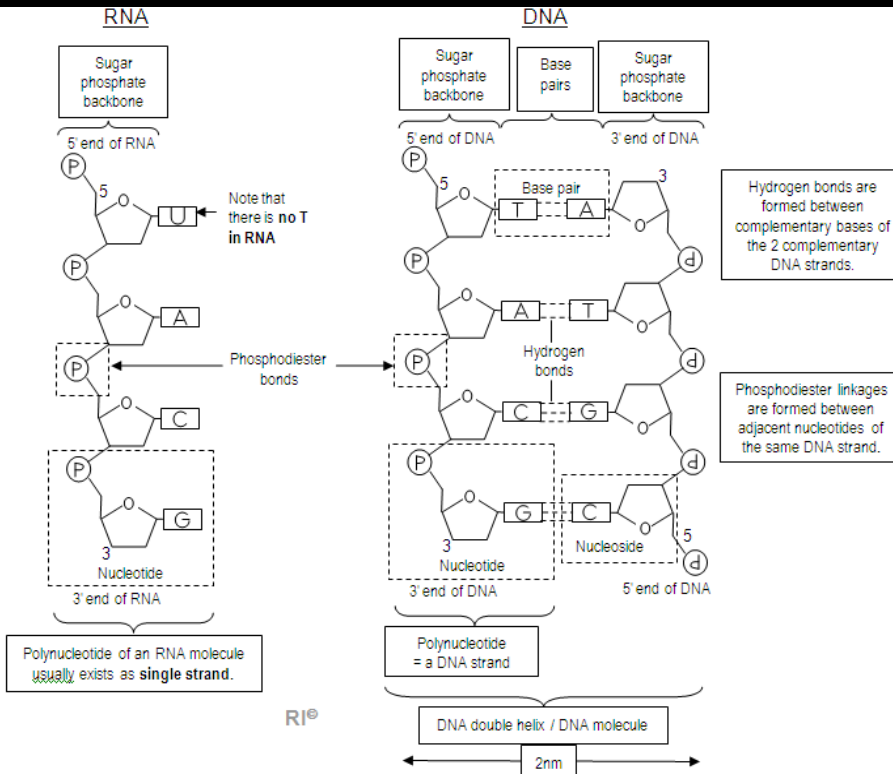 RNA
DNA
Sugar
phosphate
backbone
Sugar
phosphate
backbone
Base
pairs
Sugar
phosphate
backbone
5' end of RNA
5' end of DNA
3' end of DNA
P
5
O
U
Note that
there is no T
in RNA
P
O
A
P
Phosphodiester
bonds
O
C
P
O
G
3
Nucleotide
3' end of RNA
Polynucleotide of an RNA molecule
usually exists as single strand.
P
5
Base pair
3
O
T
A
O
P
P
O
A
T
O
P
Hydrogen
bonds
P
O
C
G
O
P
P
O
G
C
O
3
Nucleotide
Nucleoside
5
P
3' end of DNA
5' end of DNA
Polynucleotide
= a DNA strand
DNA double helix / DNA molecule
2nm
Hydrogen bonds are
formed between
complementary bases of
the 2 complementary
DNA strands.
Phosphodiester linkages
are formed between
adjacent nucleotides of
the same DNA strand.
RI©